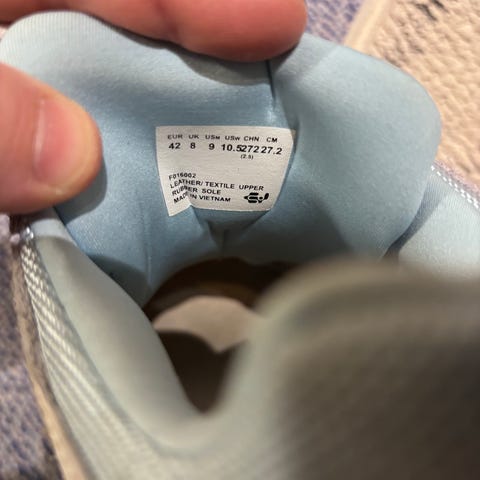 EUR UK USM USW CHN CM
42 8 9 10.5 272 27.2
(2.5)
F016002
LEATHER/ TEXTILE UPPER
RUBBER SOLE
MADE IN VIETNAM